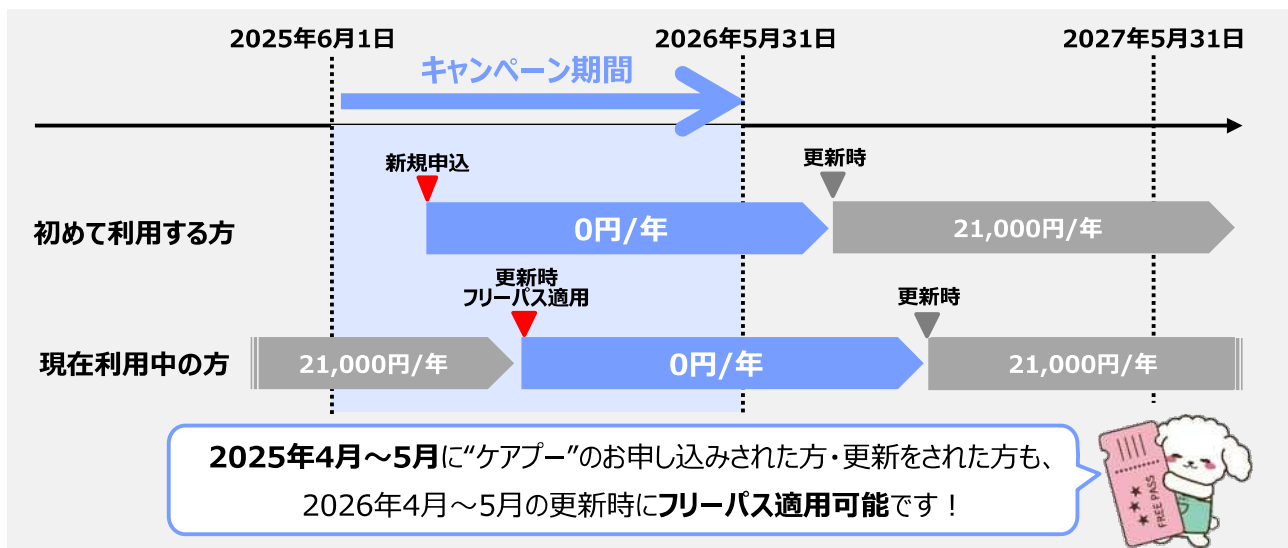 2025年6月1日
2026年5月31日
2027年5月31日
キャンペーン期間
新規申込
更新時
初めて利用する方
0円/年
21,000円/年
更新時
フリーパス適用
更新時
現在利用中の方
21,000円/年
0円/年
21,000円/年
2025年4月～5月に“ケアプー”のお申し込みされた方・更新をされた方も、
2026年4月～5月の更新時にフリーパス適用可能です！
FREE PASS